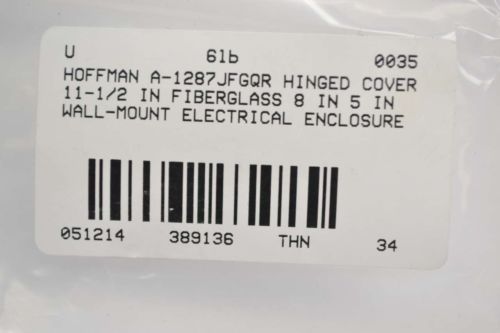 U 6lb 0035
HOFFMAN A-1287JFGQR HINGED COVER
11-1/2 IN FIBERGLASS 8 IN 5 IN
WALL-MOUNT ELECTRICAL ENCLOSURE
051214 389136 THN 34